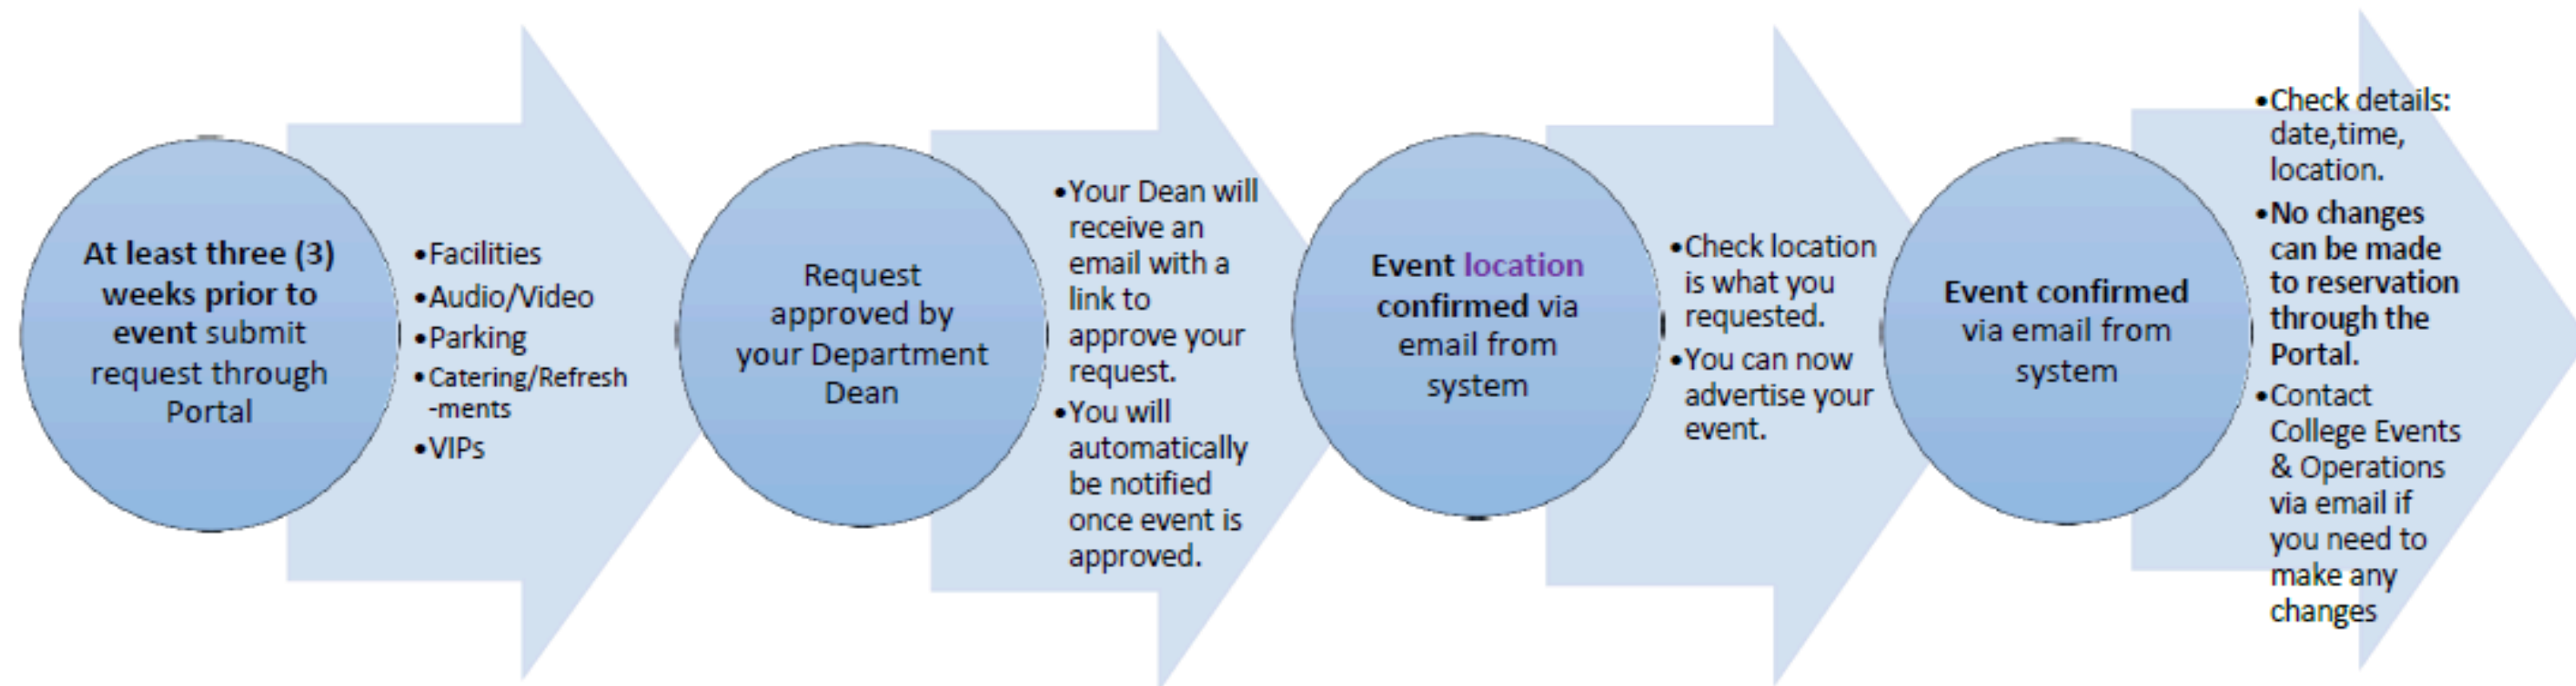 At least three (3)
weeks prior to
event submit
request through
Portal
•Facilities
•Audio/Video
•Parking
•Catering/Refresh
-ments
•VIPs
Request
approved by
your Department
Dean
•Your Dean will
receive an
email with a
link to
approve your
request.
•You will
automatically
be notified
once event is
approved.
Event location
confirmed via
email from
system
•Check location
is what you
requested.
•You can now
advertise your
event.
Event confirmed
via email from
system
•Check details:
date,time,
location.
•No changes
can be made
to reservation
through the
Portal.
•Contact
College Events
& Operations
via email if
you need to
make any
changes